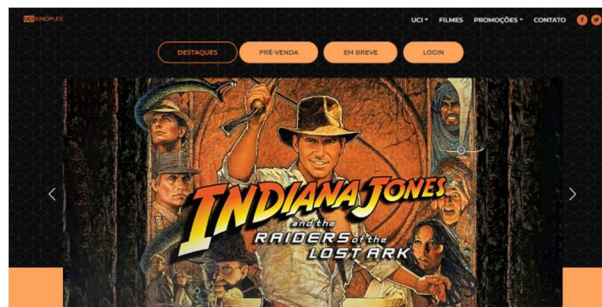 UCI KINOPLEX
UCI FILMES PROMOÇÕES CONTATO
DESTAQUES PRÉ-VENDA EM BREVE LOGIN
INDIANA JONES
and the
RAIDERS of the
LOST ARK